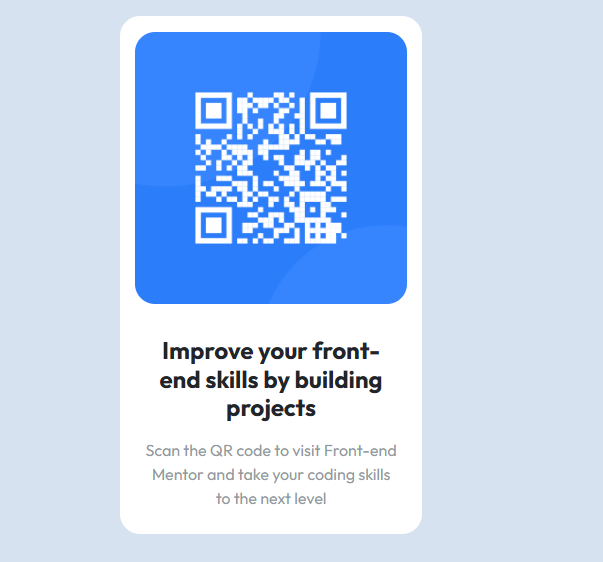 Improve your front-
end skills by building
projects
Scan the QR code to visit Front-end
Mentor and take your coding skills
to the next level